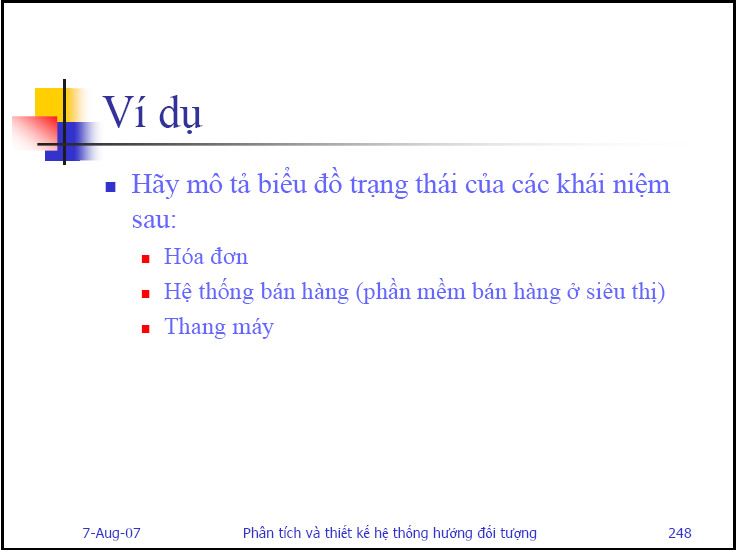 Ví dụ
Hãy mô tả biểu đồ trạng thái của các khái niệm
sau:
Hóa đơn
Hệ thống bán hàng (phần mềm bán hàng ở siêu thị)
Thang máy
7-Aug-07 Phân tích và thiết kế hệ thống hướng đối tượng 248